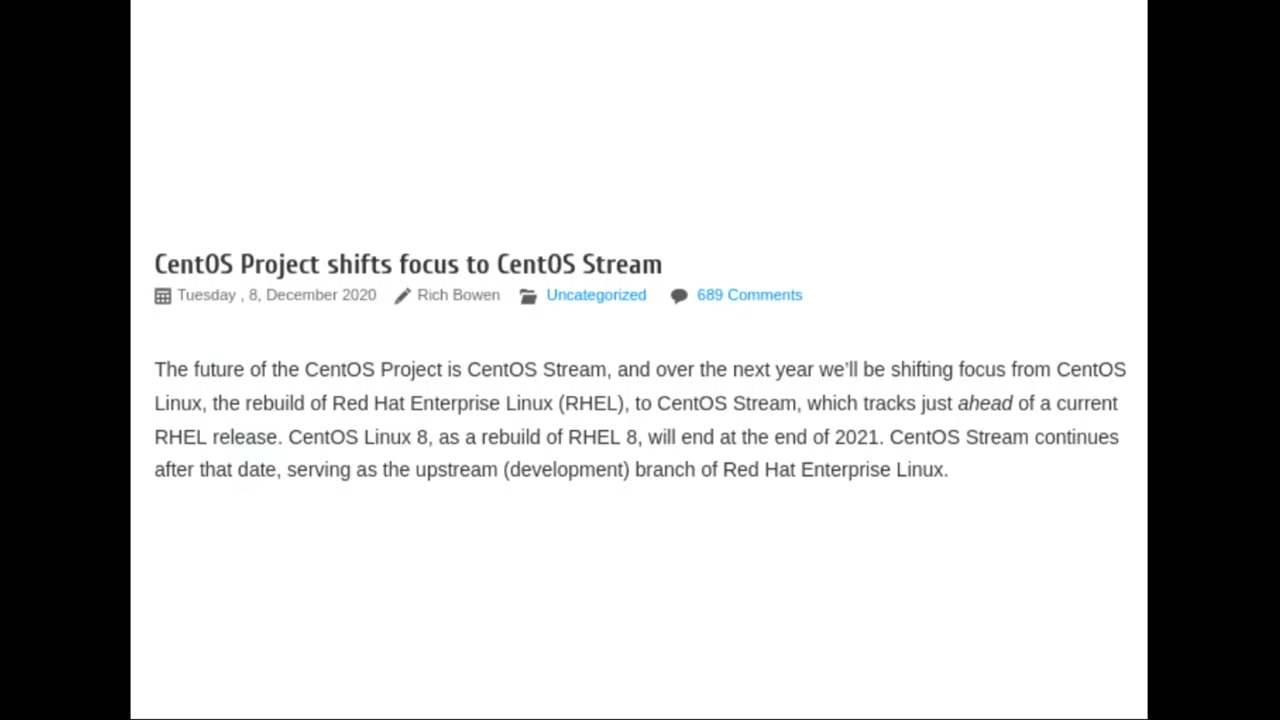 CentOS Project shifts focus to CentOS Stream
Tuesday , 8, December 2020 Rich Bowen Uncategorized 689 Comments
The future of the CentOS Project is CentOS Stream, and over the next year we’ll be shifting focus from CentOS
Linux, the rebuild of Red Hat Enterprise Linux (RHEL), to CentOS Stream, which tracks just ahead of a current
RHEL release. CentOS Linux 8, as a rebuild of RHEL 8, will end at the end of 2021. CentOS Stream continues
after that date, serving as the upstream (development) branch of Red Hat Enterprise Linux.